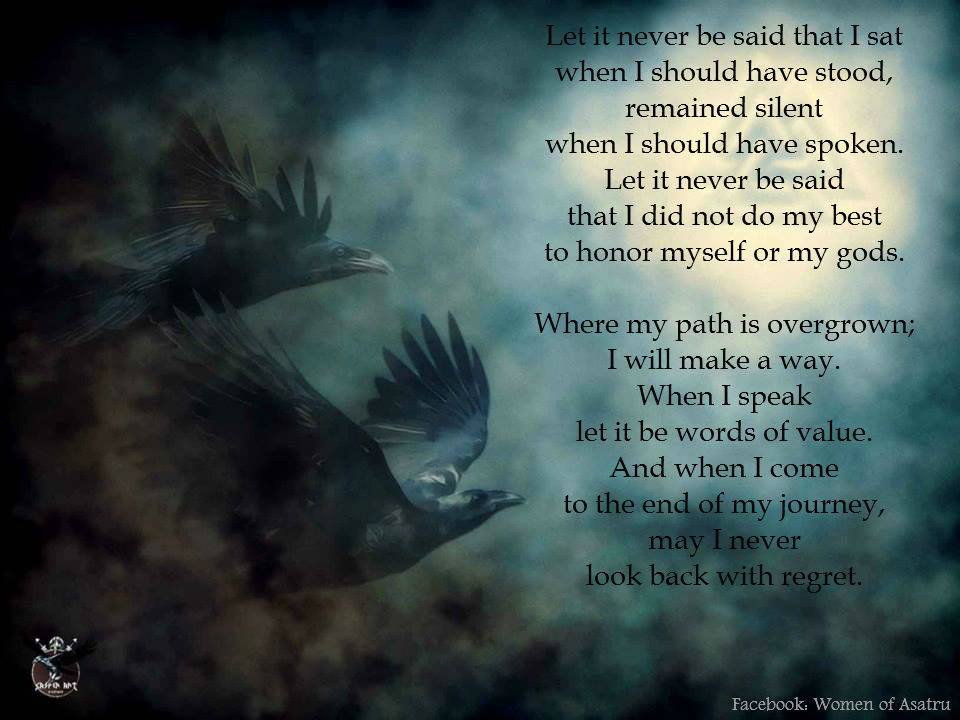 Let it never be said that I sat
when I should have stood,
remained silent
when I should have spoken.
Let it never be said
that I did not do my best
to honor myself or my gods.
Where my path is overgrown;
I will make a way.
When I speak
let it be words of value.
And when I come
to the end of my journey,
may I never
look back with regret.
Facebook: Women of Asatru